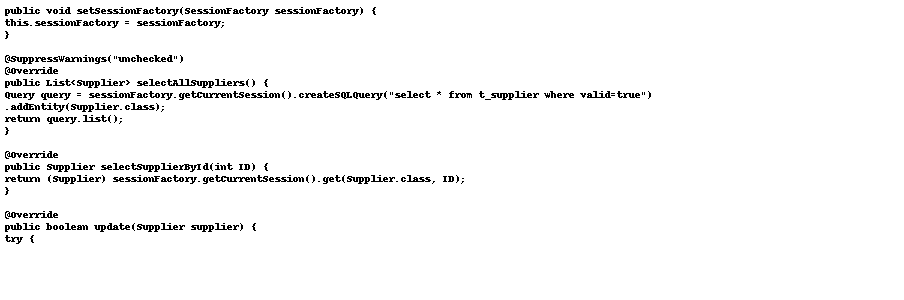 public void setSessionFactory(SessionFactory sessionFactory) {
this.sessionFactory = sessionFactory;
}
@SuppressWarnings("unchecked")
@Override
public List<Supplier> selectAllSuppliers() {
Query query = sessionFactory.getCurrentSession().createSQLQuery("select * from t_supplier where valid=true")
.addEntity(Supplier.class);
return query.list();
}
@Override
public Supplier selectSupplierById(int ID) {
return (Supplier) sessionFactory.getCurrentSession().get(Supplier.class, ID);
}
@Override
public boolean update(Supplier supplier) {
try {